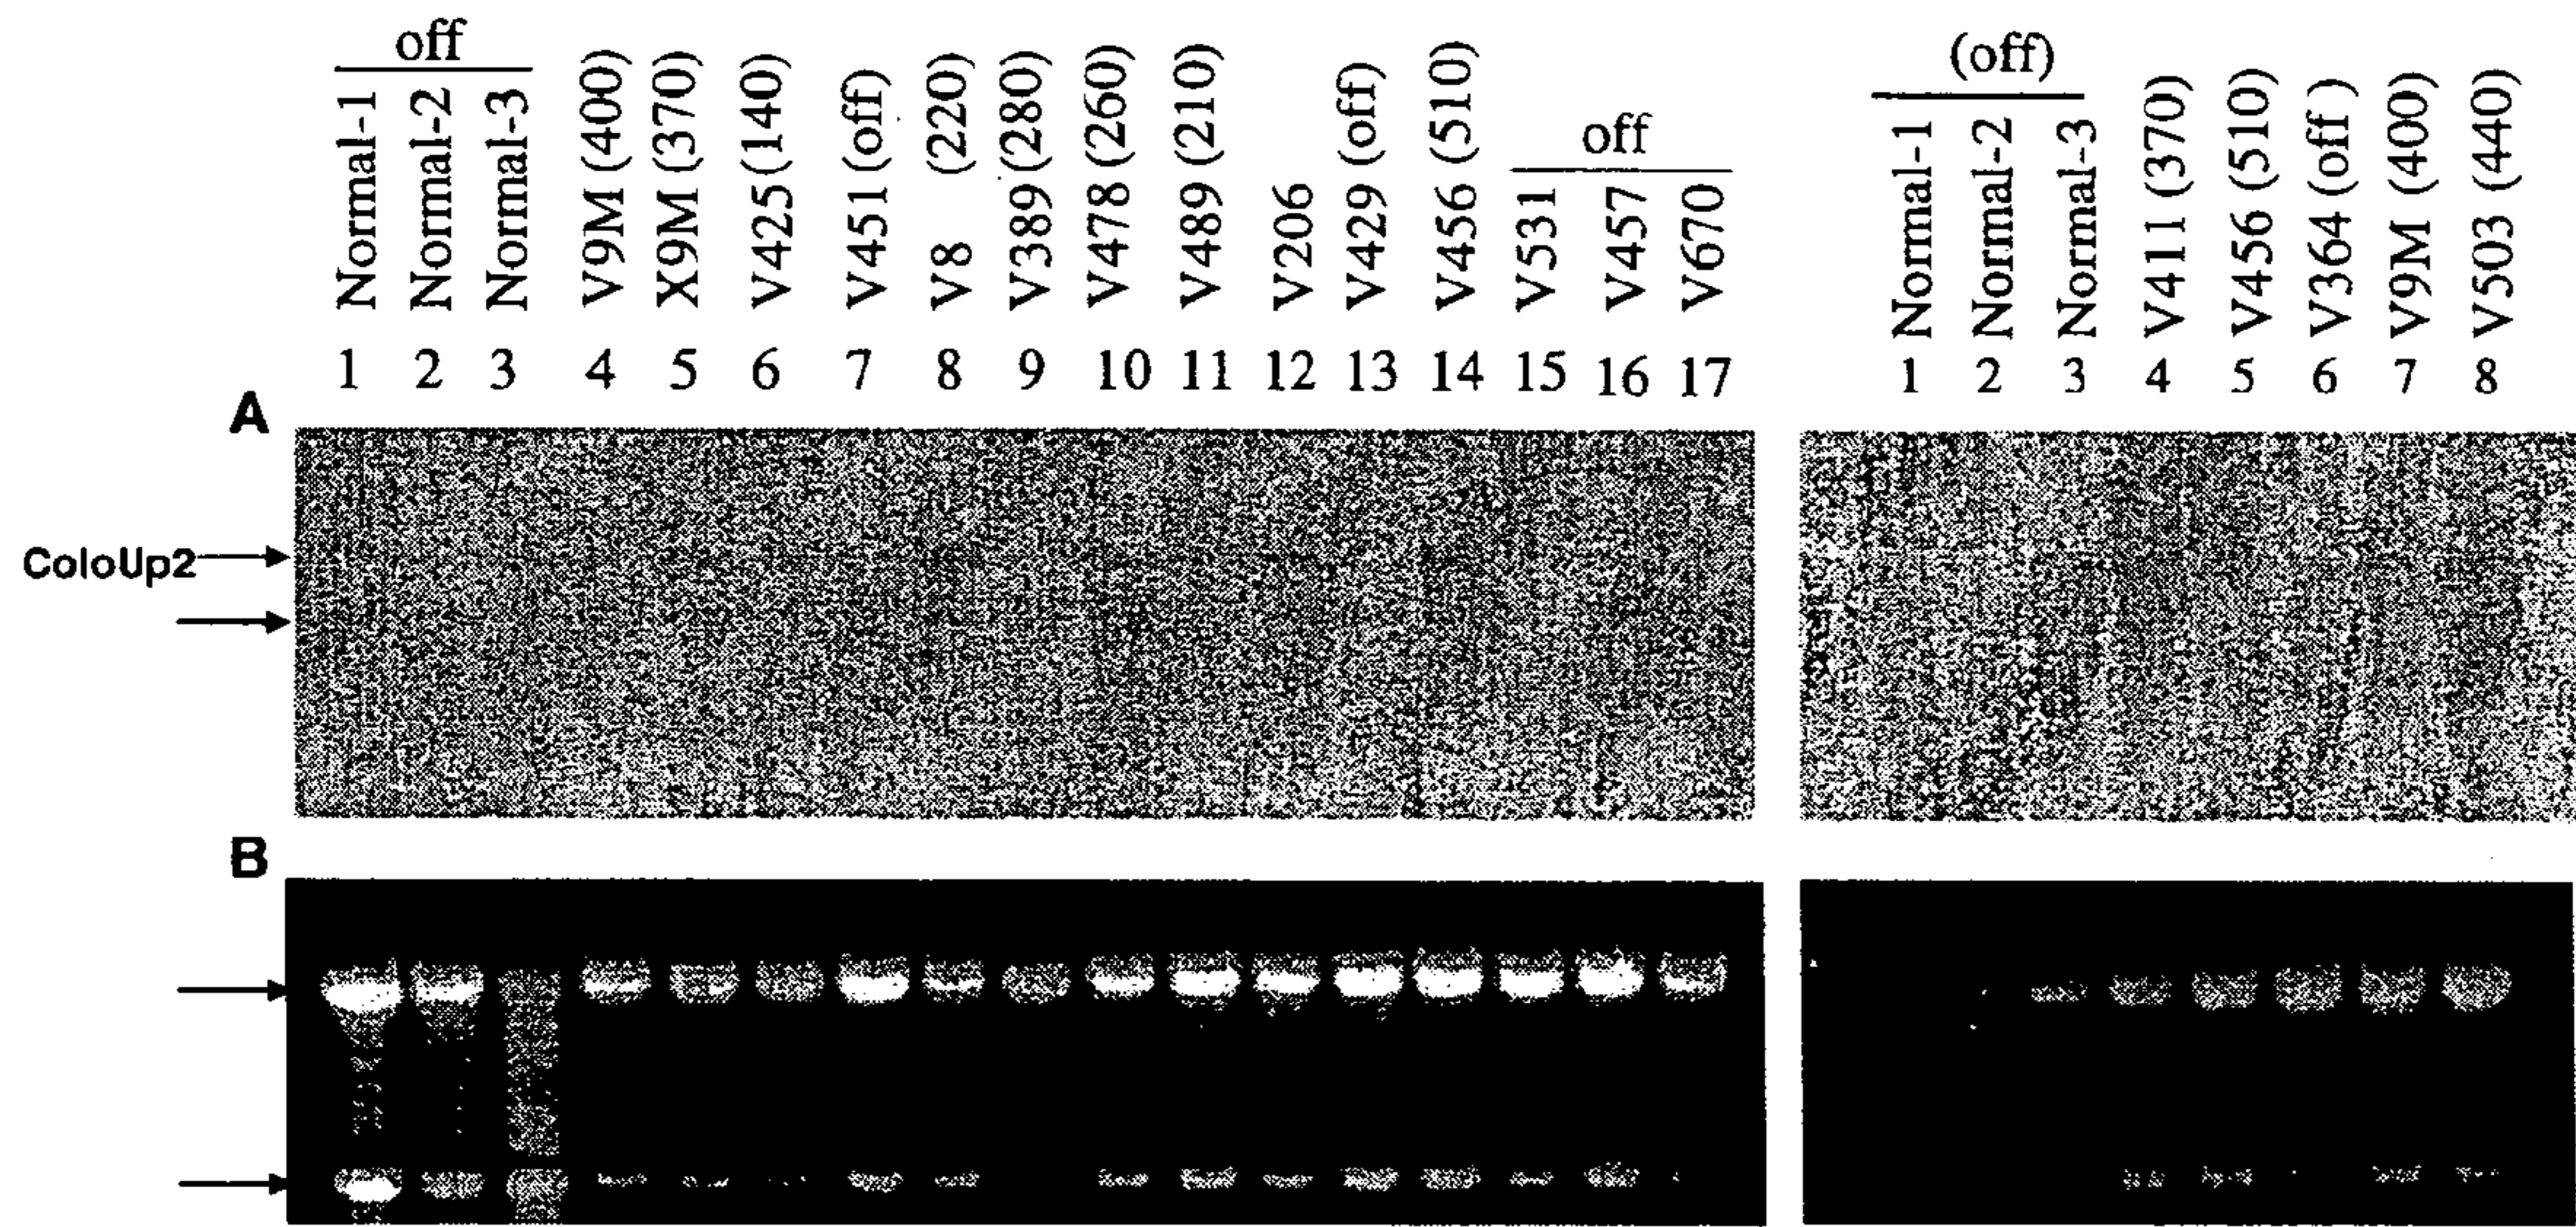 off
Normal-1
Normal-2
Normal-3
V9M (400)
X9M (370)
V425 (140)
V451 (off)
V8 (220)
V389 (280)
V478 (260)
V489 (210)
V206
V429 (off)
V456 (510)
off
V531
V457
V670
1 2 3 4 5 6 7 8 9 10 11 12 13 14 15 16 17
(off)
Normal-1
Normal-2
Normal-3
V411 (370)
V456 (510)
V364 (off )
V9M (400)
V503 (440)
1 2 3 4 5 6 7 8
A
ColoUp2
B